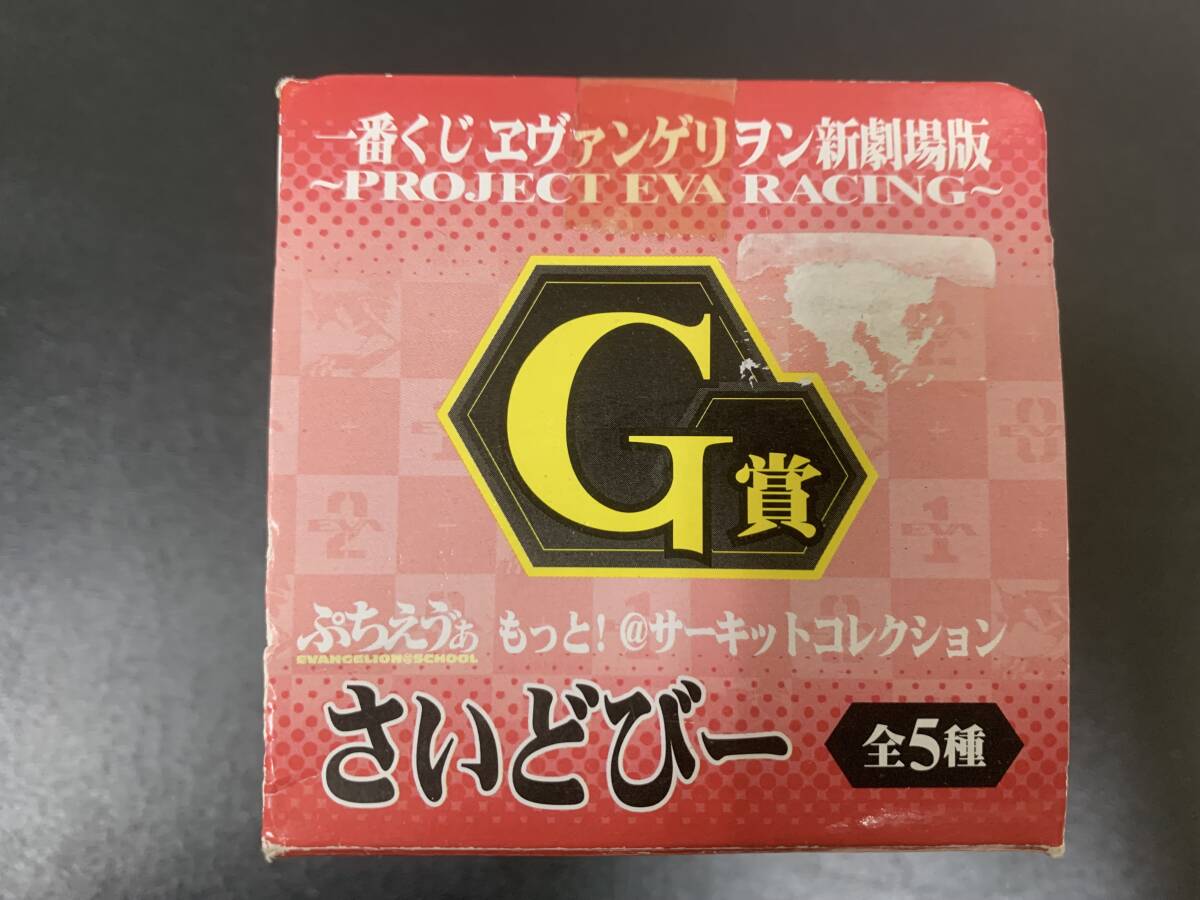 一番くじ ヱヴァンゲリヲン新劇場版
~PROJECT EVA RACING~
G賞
ぷちえゔぁ もっと！@サーキットコレクション
EVANGELION@SCHOOL
さいどびー
全5種